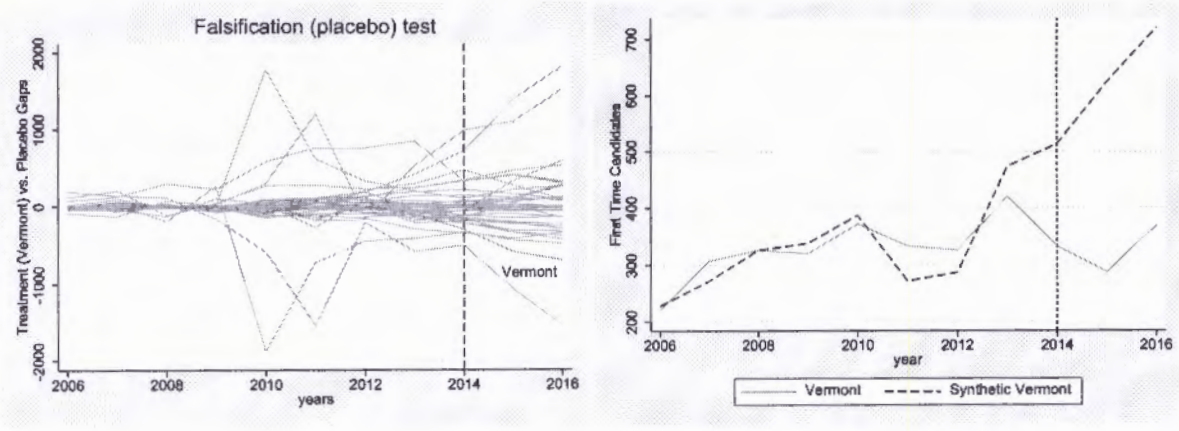 Falsification (placebo) test
Treatment (Vermont) vs. Placebo Gaps
2000
1000
0
-1000
-2000
Vermont
2006 2008 2010 2012 2014 2016
years
First Time Candidates
700
600
500
400
300
200
2006 2008 2010 2012 2014 2016
year
Vermont Synthetic Vermont